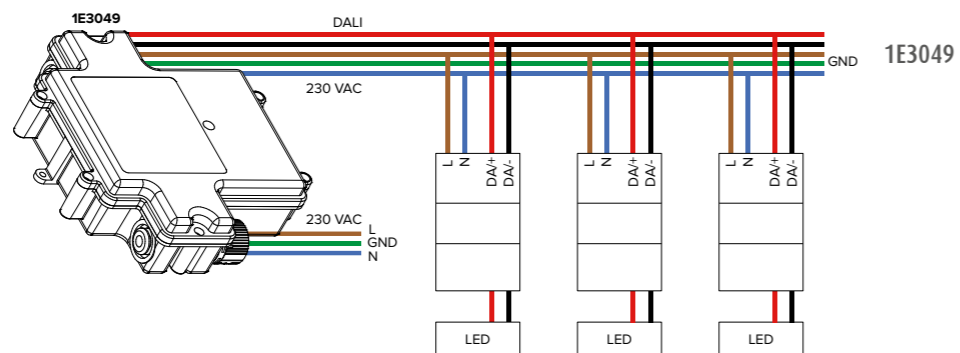 1E3049
DALI
GND
1E3049
230 VAC
L
N
DA/+
DA/-
L
N
DA/+
DA/-
L
N
DA/+
DA/-
230 VAC
L
GND
N
LED
LED
LED